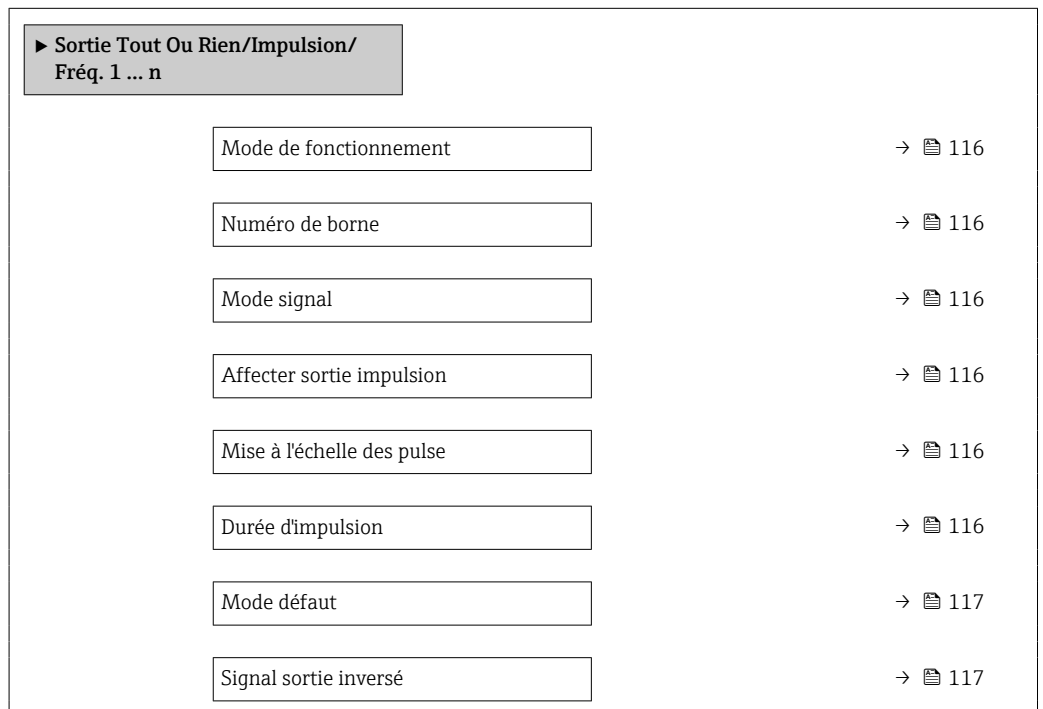 ▶ Sortie Tout Ou Rien/Impulsion/
Fréq. 1 ... n
Mode de fonctionnement → 116
Numéro de borne → 116
Mode signal → 116
Affecter sortie impulsion → 116
Mise à l'échelle des pulse → 116
Durée d'impulsion → 116
Mode défaut → 117
Signal sortie inversé → 117